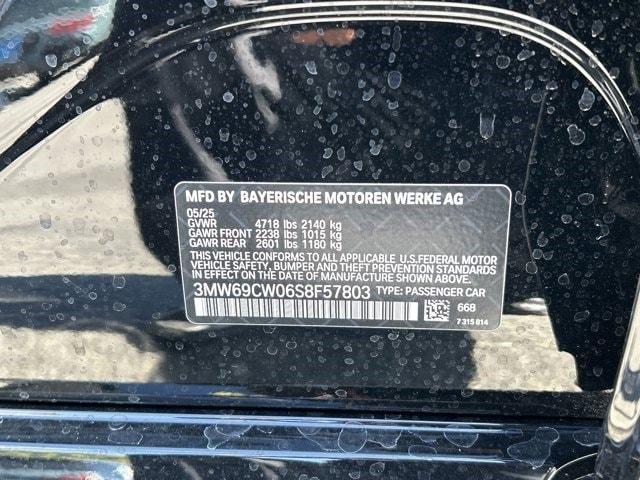 MFD BY BAYERISCHE MOTOREN WERKE AG
05/25
GVWR 4718 lbs 2140 kg
GAWR FRONT 2238 lbs 1015 kg
GAWR REAR 2601 lbs 1180 kg
THIS VEHICLE CONFORMS TO ALL APPLICABLE U.S.FEDERAL MOTOR
VEHICLE SAFETY, BUMPER AND THEFT PREVENTION STANDARDS
IN EFFECT ON THE DATE OF MANUFACTURE SHOWN ABOVE.
3MW69CW06S8F57803 TYPE: PASSENGER CAR
668
7 315 814